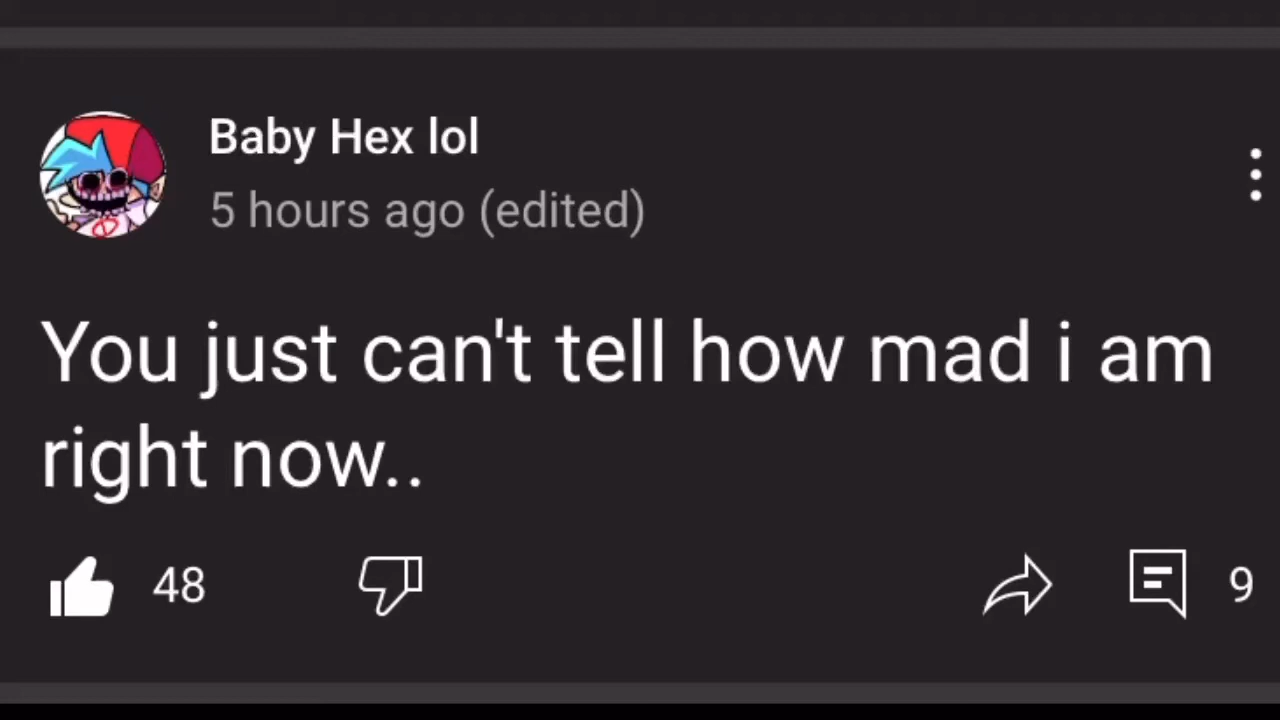 Baby Hex lol
5 hours ago (edited)
You just can't tell how mad i am
right now..
48
9